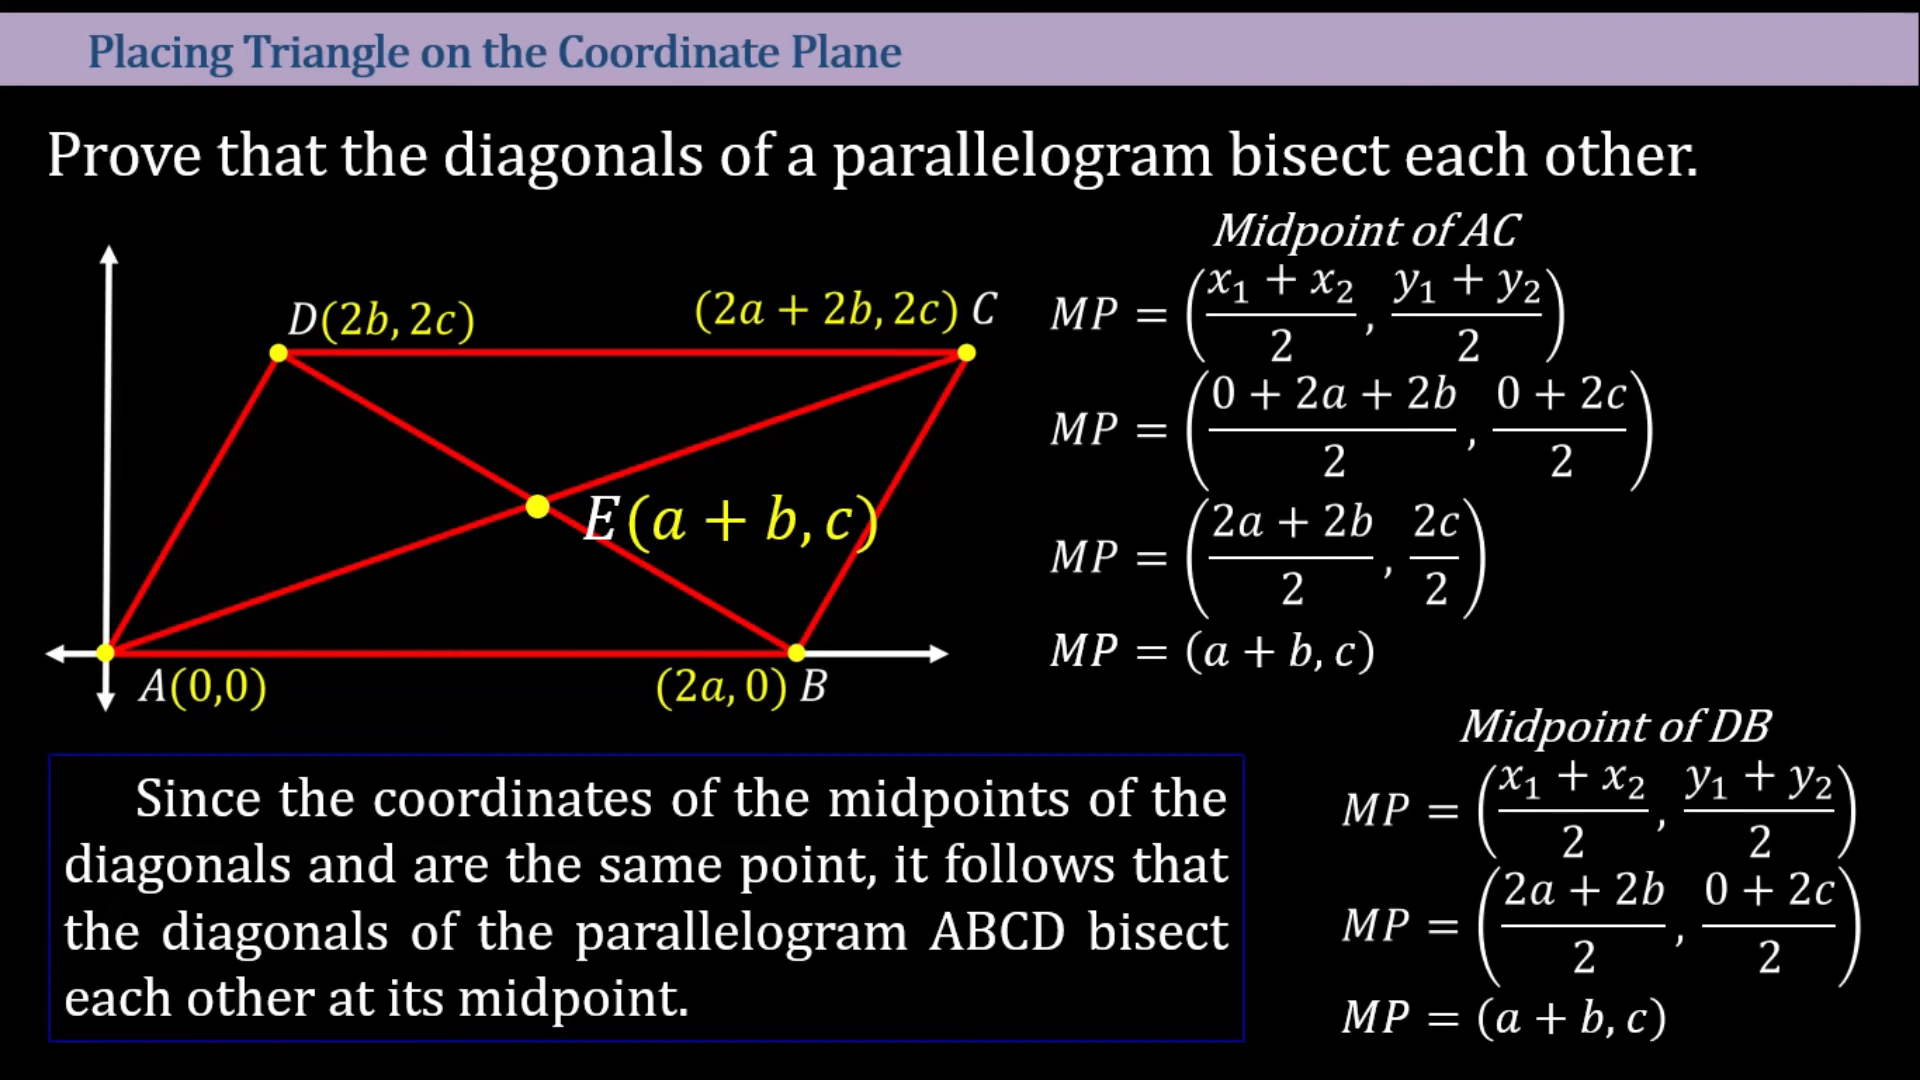 Placing Triangle on the Coordinate Plane
Prove that the diagonals of a parallelogram bisect each other.
D(2b, 2c)
(2a + 2b, 2c) C
E(a + b, c)
A(0,0)
(2a, 0) B
Midpoint of AC
MP = ((x₁ + x₂)/2, (y₁ + y₂)/2)
MP = ((0 + 2a + 2b)/2, (0 + 2c)/2)
MP = ((2a + 2b)/2, 2c/2)
MP = (a + b, c)
Midpoint of DB
MP = ((x₁ + x₂)/2, (y₁ + y₂)/2)
MP = ((2a + 2b)/2, (0 + 2c)/2)
MP = (a + b, c)
Since the coordinates of the midpoints of the
diagonals and are the same point, it follows that
the diagonals of the parallelogram ABCD bisect
each other at its midpoint.